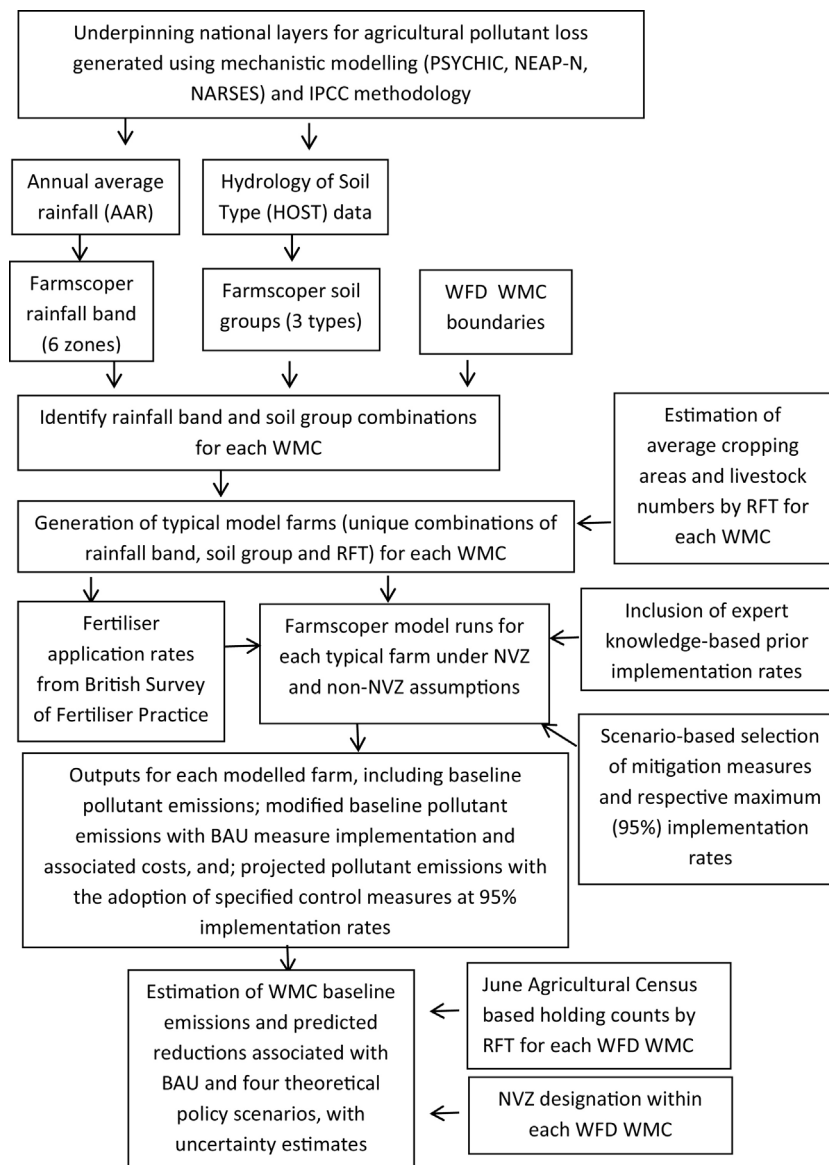 Underpinning national layers for agricultural pollutant loss
generated using mechanistic modelling (PSYCHIC, NEAP-N,
NARSES) and IPCC methodology
Annual average
rainfall (AAR)
Hydrology of Soil
Type (HOST) data
Farmscoper
rainfall band
(6 zones)
Farmscoper soil
groups (3 types)
WFD WMC
boundaries
Identify rainfall band and soil group combinations
for each WMC
Estimation of
average cropping
areas and livestock
numbers by RFT for
each WMC
Generation of typical model farms (unique combinations of
rainfall band, soil group and RFT) for each WMC
Fertiliser
application rates
from British Survey
of Fertiliser Practice
Farmscoper model runs for
each typical farm under NVZ
and non-NVZ assumptions
Inclusion of expert
knowledge-based prior
implementation rates
Scenario-based selection
of mitigation measures
and respective maximum
(95%) implementation
rates
Outputs for each modelled farm, including baseline
pollutant emissions; modified baseline pollutant
emissions with BAU measure implementation and
associated costs, and; projected pollutant emissions with
the adoption of specified control measures at 95%
implementation rates
Estimation of WMC baseline
emissions and predicted
reductions associated with
BAU and four theoretical
policy scenarios, with
uncertainty estimates
June Agricultural Census
based holding counts by
RFT for each WFD WMC
NVZ designation within
each WFD WMC